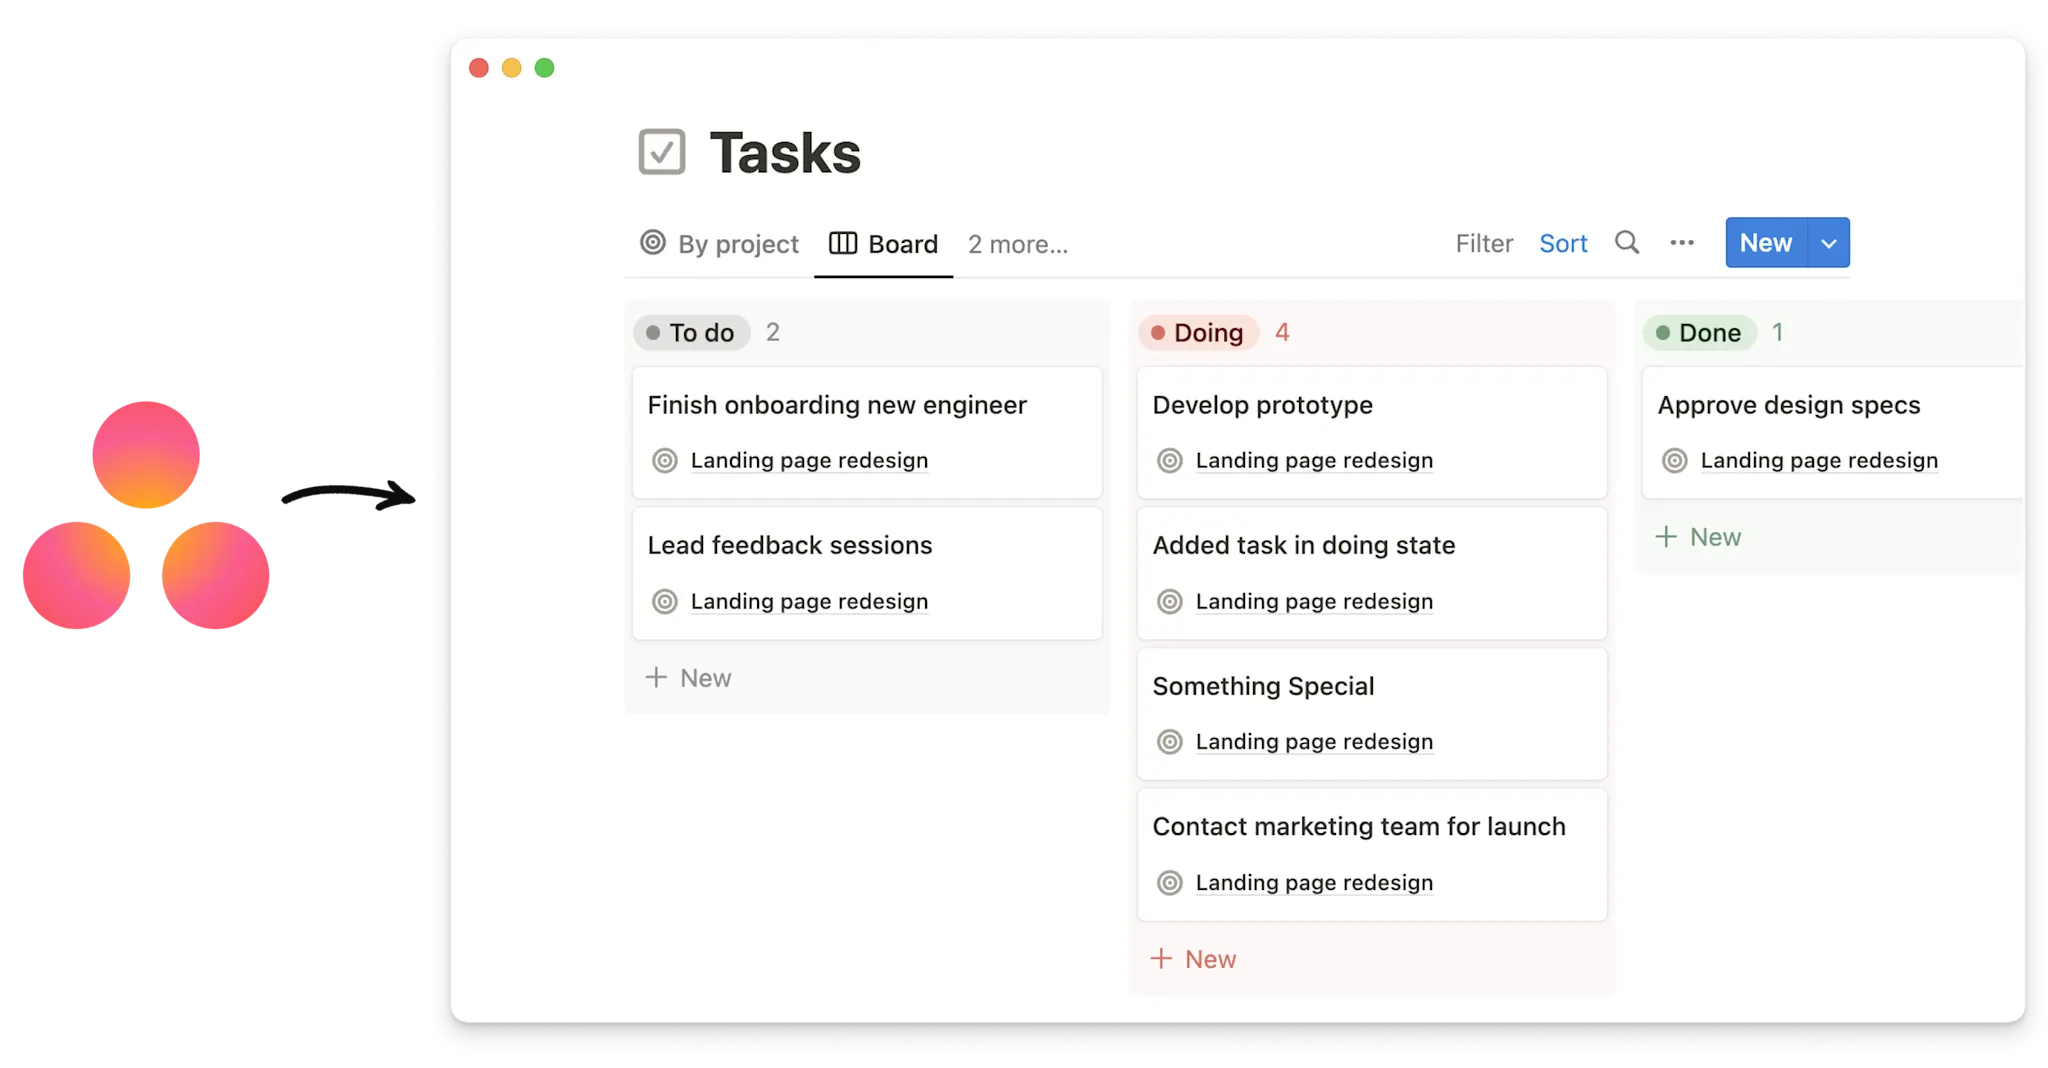 Tasks
By project Board 2 more...
Filter Sort New
To do 2
Finish onboarding new engineer
Landing page redesign
Lead feedback sessions
Landing page redesign
+ New
Doing 4
Develop prototype
Landing page redesign
Added task in doing state
Landing page redesign
Something Special
Landing page redesign
Contact marketing team for launch
Landing page redesign
+ New
Done 1
Approve design specs
Landing page redesign
+ New